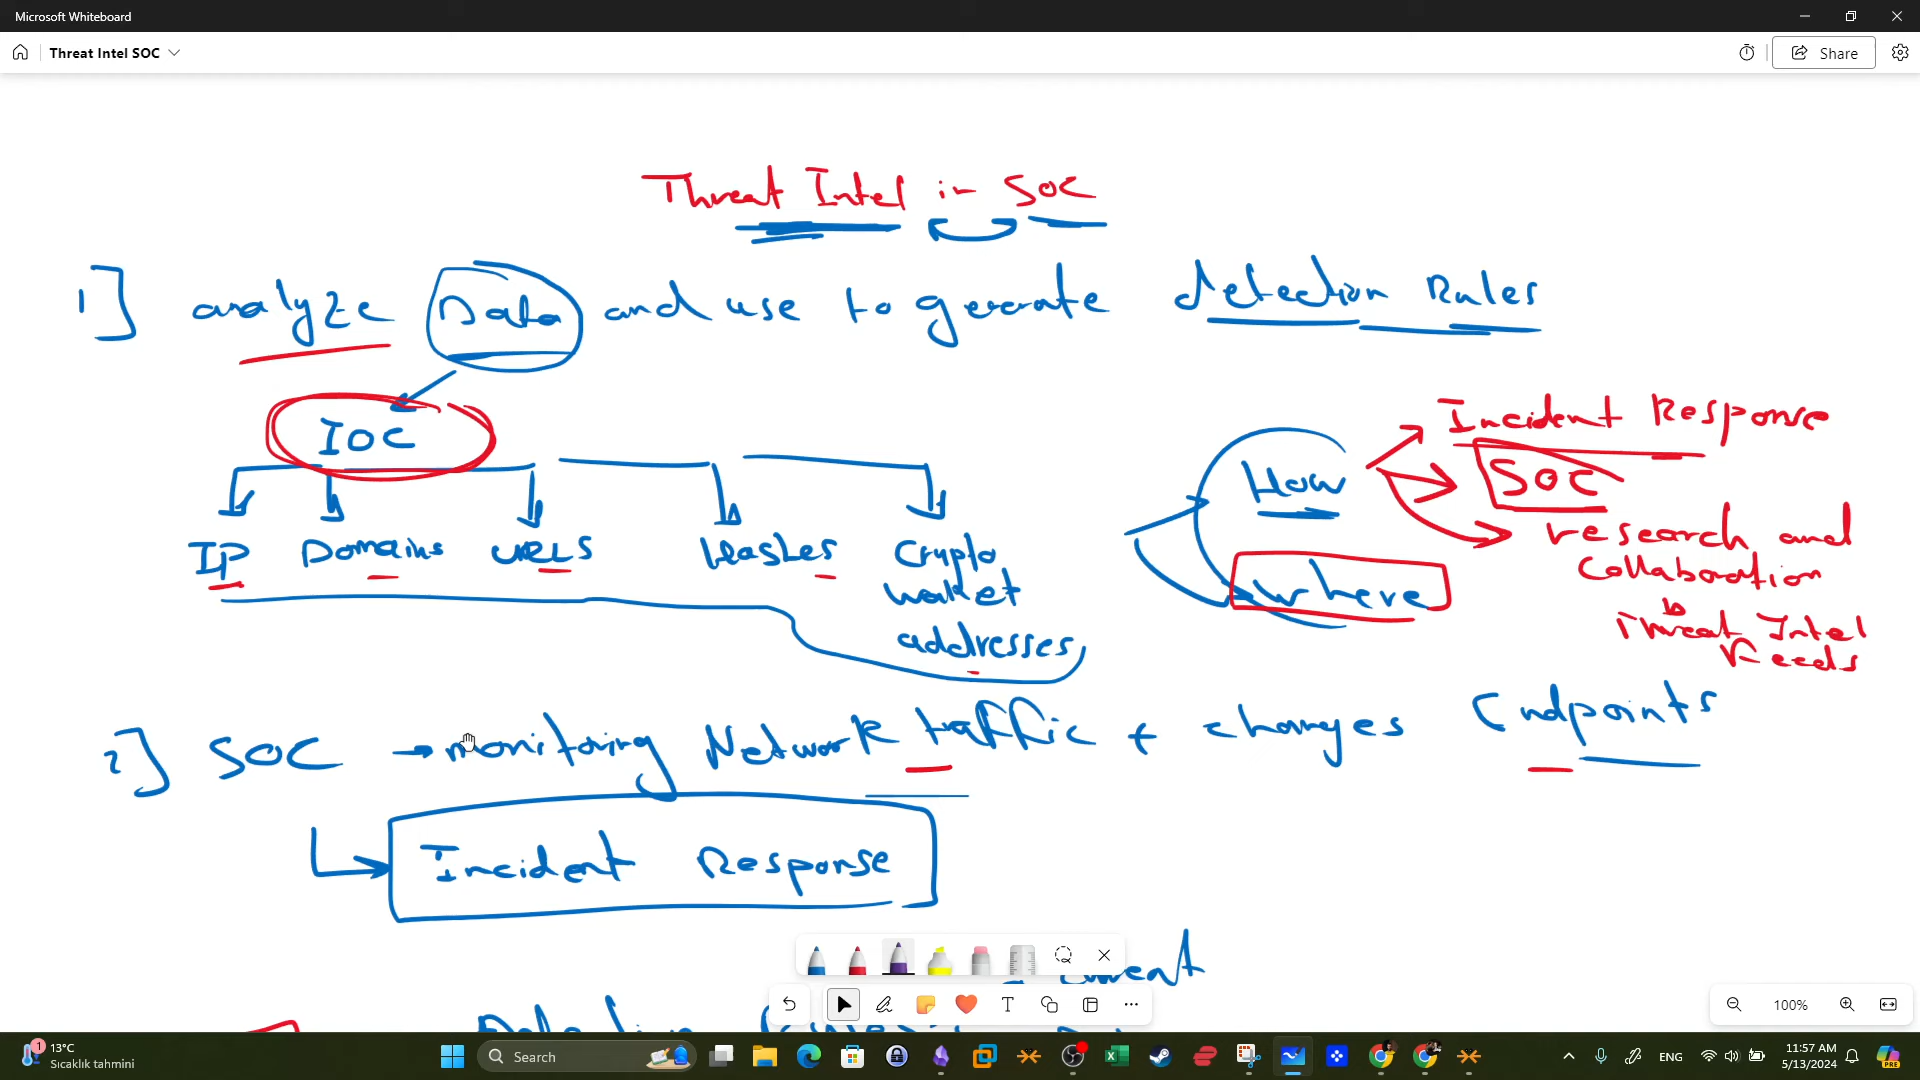 Microsoft Whiteboard
Threat Intel SOC
Share
Threat Intel in SOC
1] analyze Data and use to generate detection Rules
IOC
IP Domains URLS Hashes Crypto
wallet
addresses
How
Where
Incident Response
SOC
research and
Collaboration
Threat Intel
Feeds
2] SOC → monitoring Network traffic + changes Endpoints
Incident Response
100%
1
13°C
Sıcaklık tahmini
Search
ENG
11:57 AM
5/13/2024
PRE